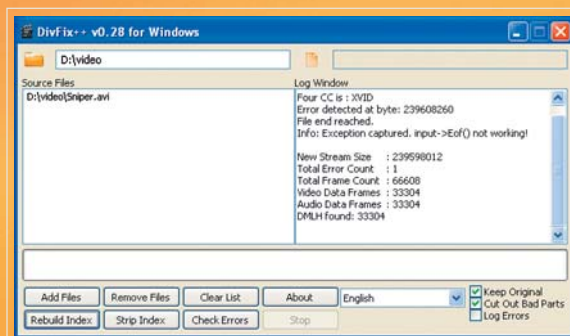 DivFix++ v0.28 for Windows
D:\video
Source Files
Log Window
D:\video\Sniper.avi
Four CC is : XVID
Error detected at byte: 239608260
File end reached.
Info: Exception captured. input->Eof() not working!
New Stream Size : 239598012
Total Error Count : 1
Total Frame Count : 66608
Video Data Frames : 33304
Audio Data Frames : 33304
DMLH found: 33304
Add Files
Remove Files
Clear List
About
English
Keep Original
Cut Out Bad Parts
Log Errors
Rebuild Index
Strip Index
Check Errors
Stop